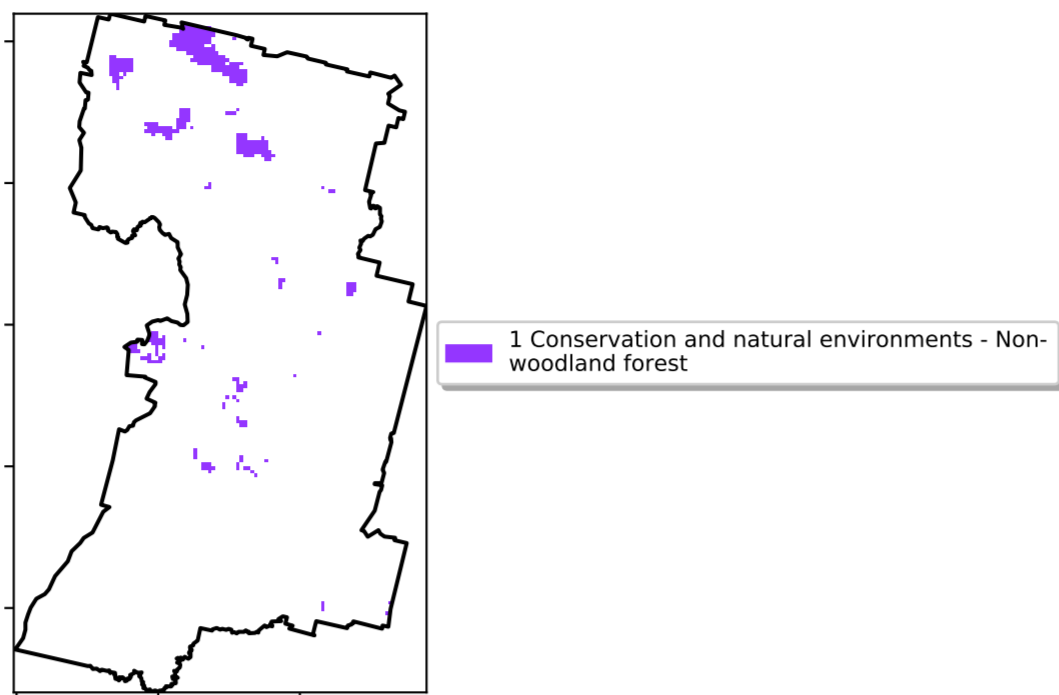 1 Conservation and natural environments - Non-
woodland forest